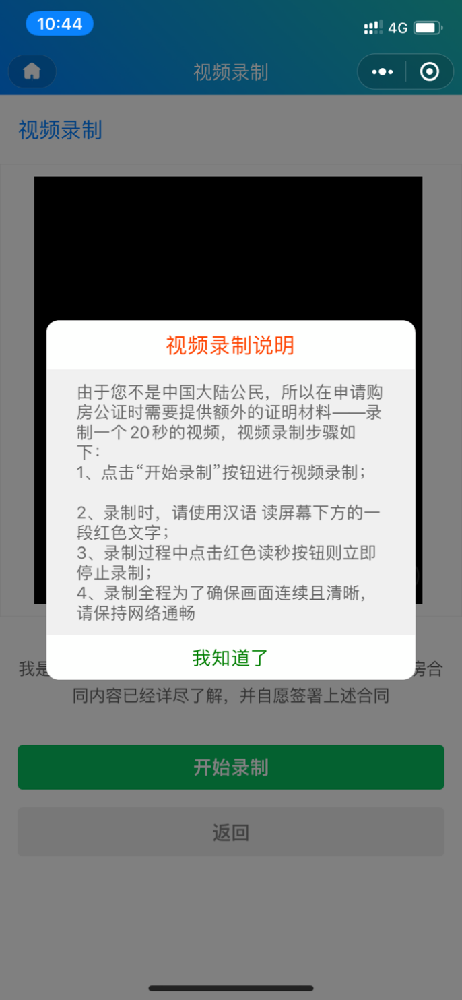 10:44
4G
视频录制
视频录制
视频录制说明
由于您不是中国大陆公民，所以在申请购
房公证时需要提供额外的证明材料——录
制一个20秒的视频，视频录制步骤如
下：
1、点击“开始录制”按钮进行视频录制；
2、录制时，请使用汉语 读屏幕下方的一
段红色文字；
3、录制过程中点击红色读秒按钮则立即
停止录制；
4、录制全程为了确保画面连续且清晰，
请保持网络通畅
我知道了
我是 房合
同内容已经详尽了解，并自愿签署上述合同
开始录制
返回